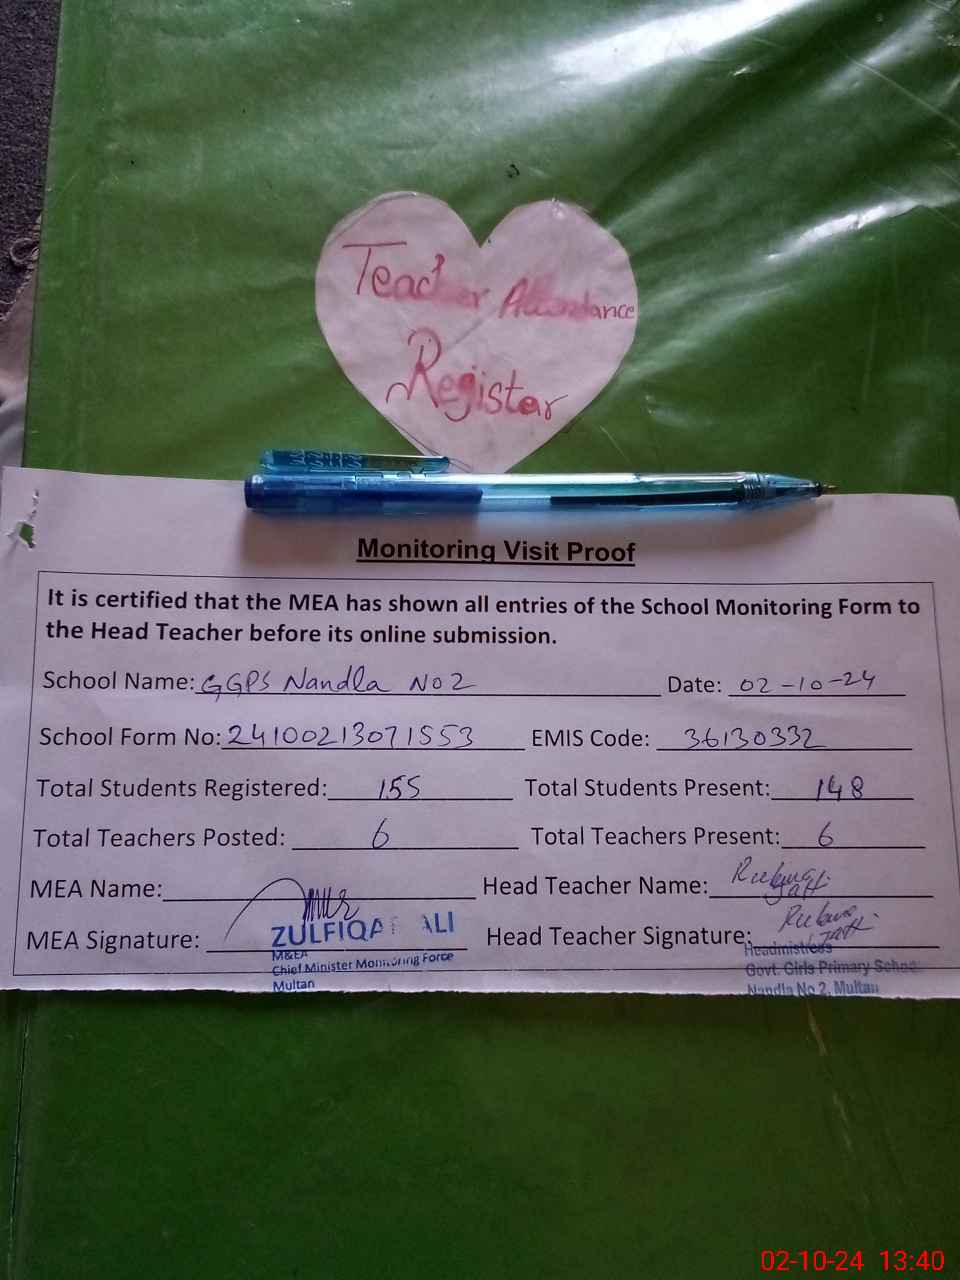 Teacher Attendance
Register
Monitoring Visit Proof
It is certified that the MEA has shown all entries of the School Monitoring Form to
the Head Teacher before its online submission.
School Name: GGPS Nandla No 2 Date: 02-10-24
School Form No: 24100213071553 EMIS Code: 36130332
Total Students Registered: 155 Total Students Present: 148
Total Teachers Posted: 6 Total Teachers Present: 6
MEA Name: Head Teacher Name:
MEA Signature: ZULFIQAR ALI Head Teacher Signature:
M&EA
Chief Minister Monitoring Force
Multan
Headmistress
Govt. Girls Primary School
Nandla No 2, Multan
02-10-24 13:40